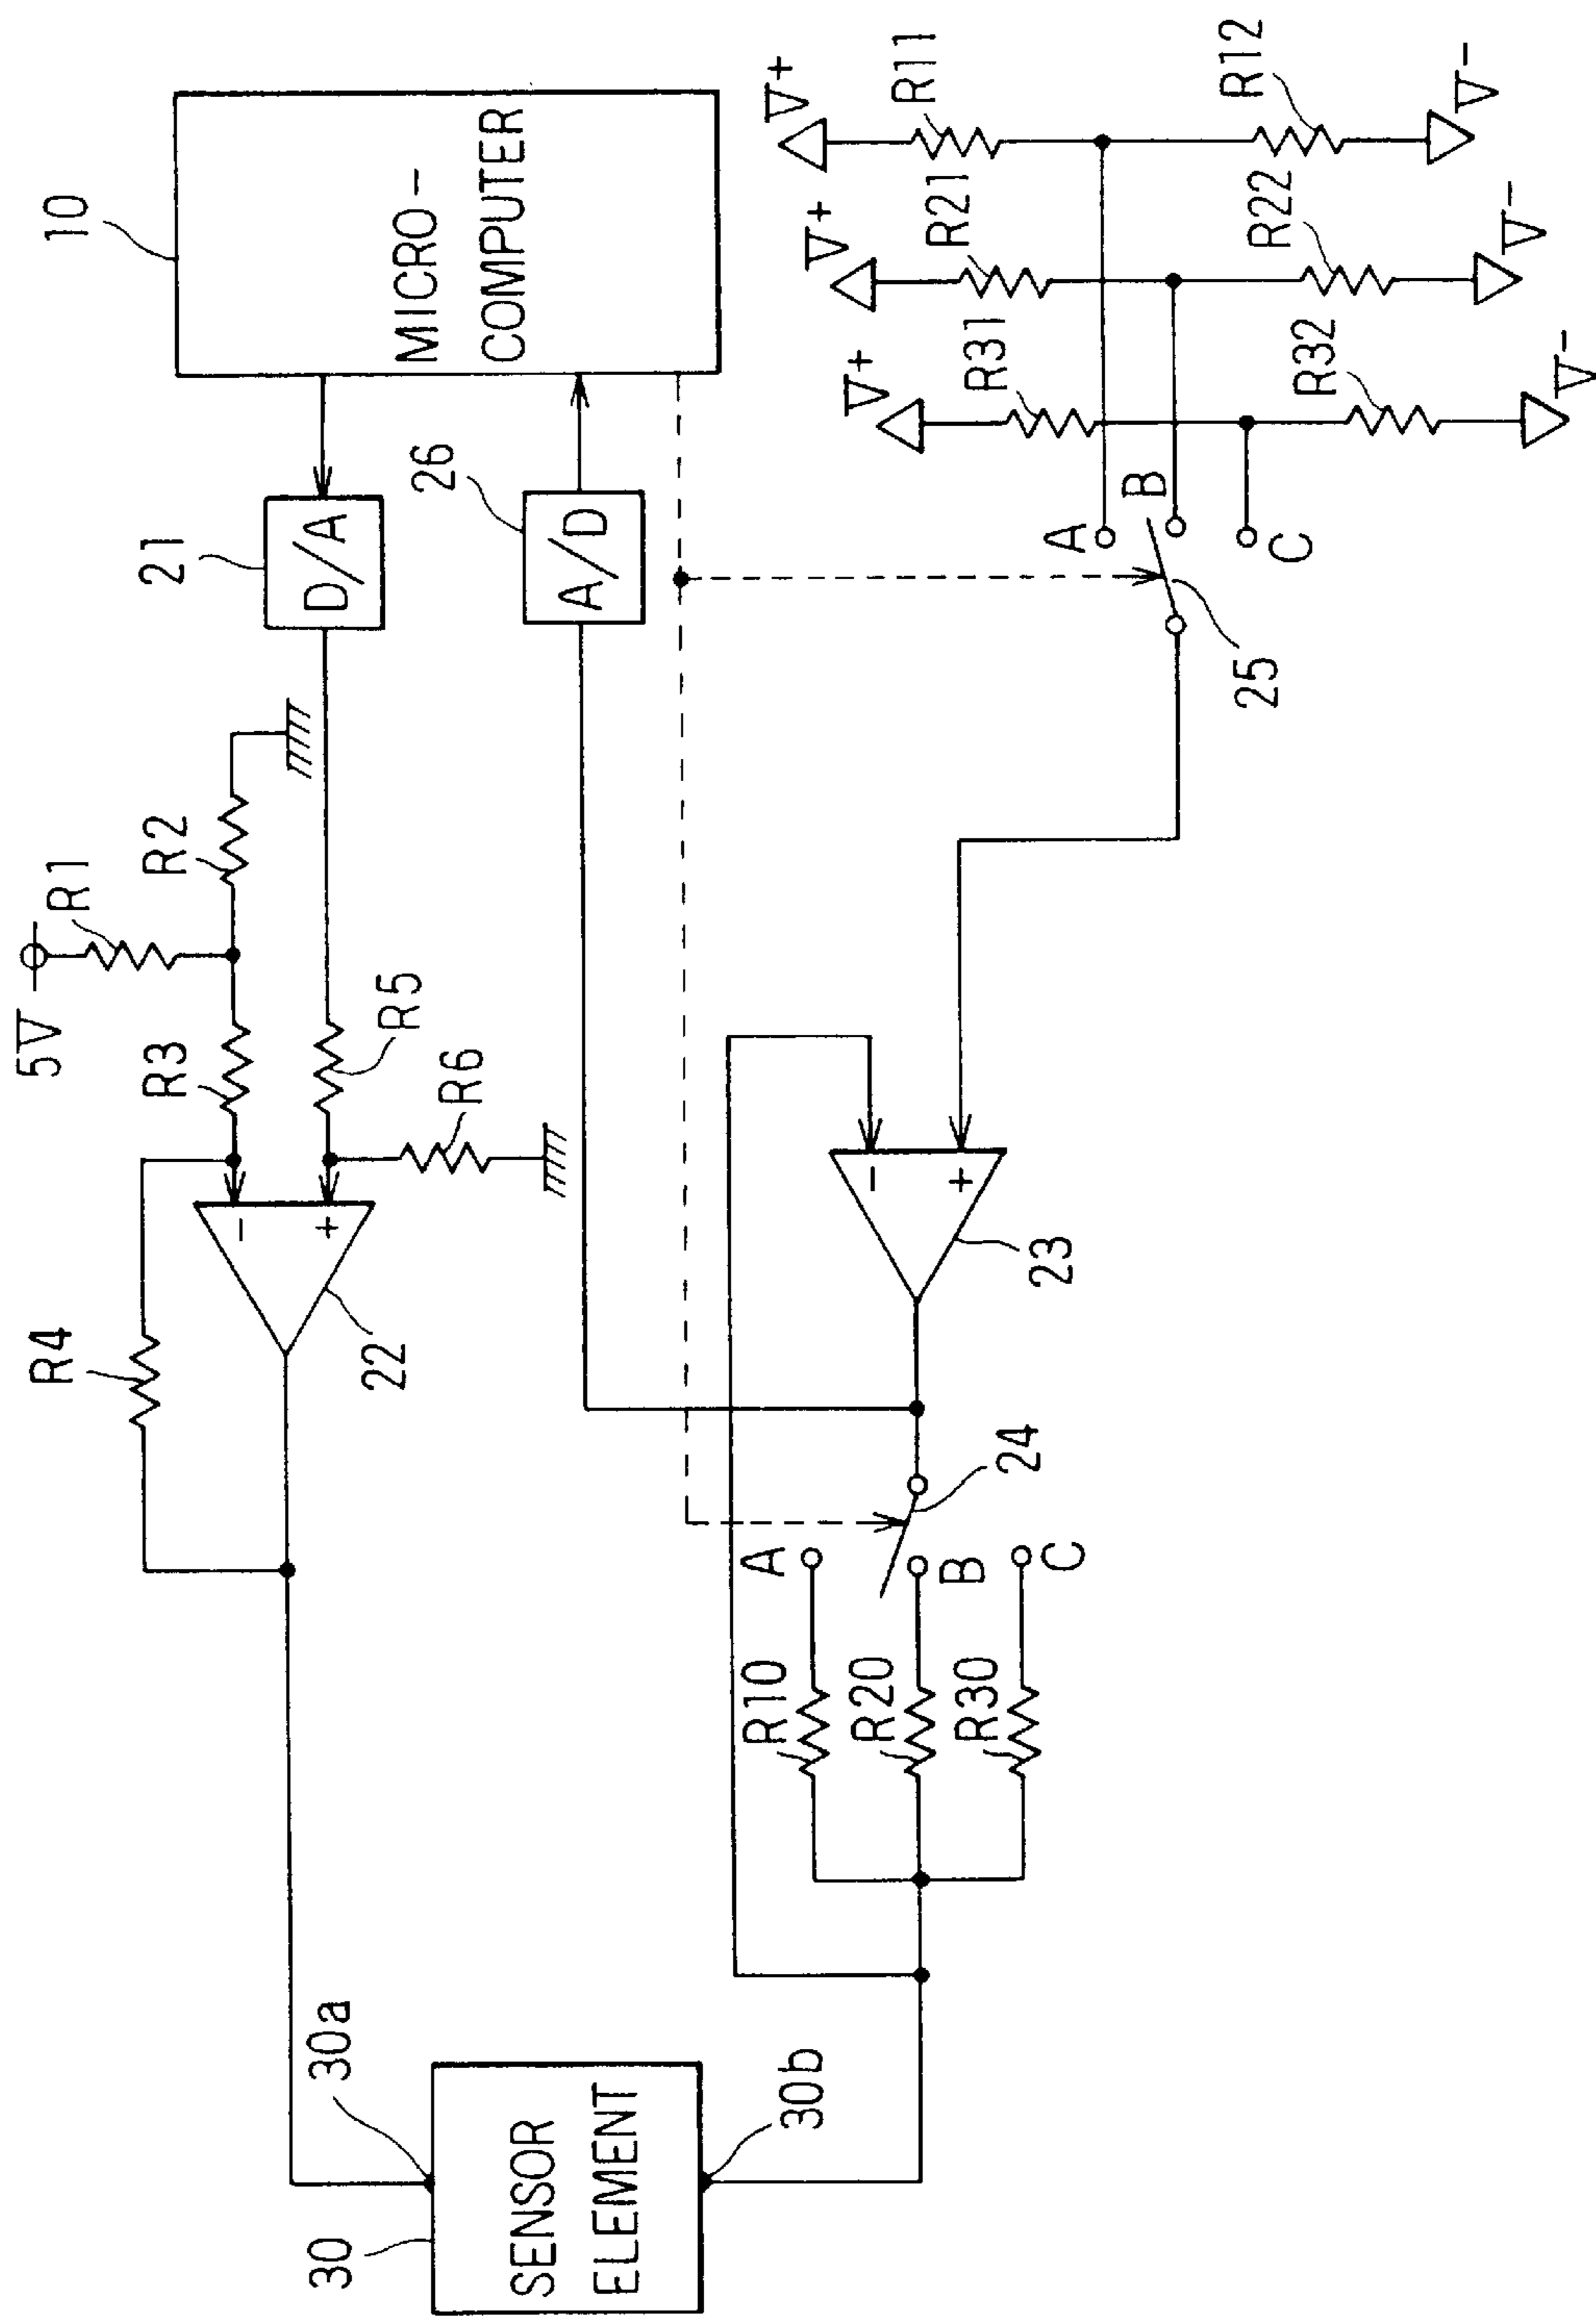 10
MICRO-
COMPUTER
21
D/A
26
A/D
5V
R1
R2
R3
R4
R5
R6
-
+
22
30a
30
SENSOR
ELEMENT
30b
-
+
23
24
A
B
C
R10
R20
R30
25
A
B
C
V+
R31
R32
V-
V+
R21
R22
V-
V+
R11
R12
V-